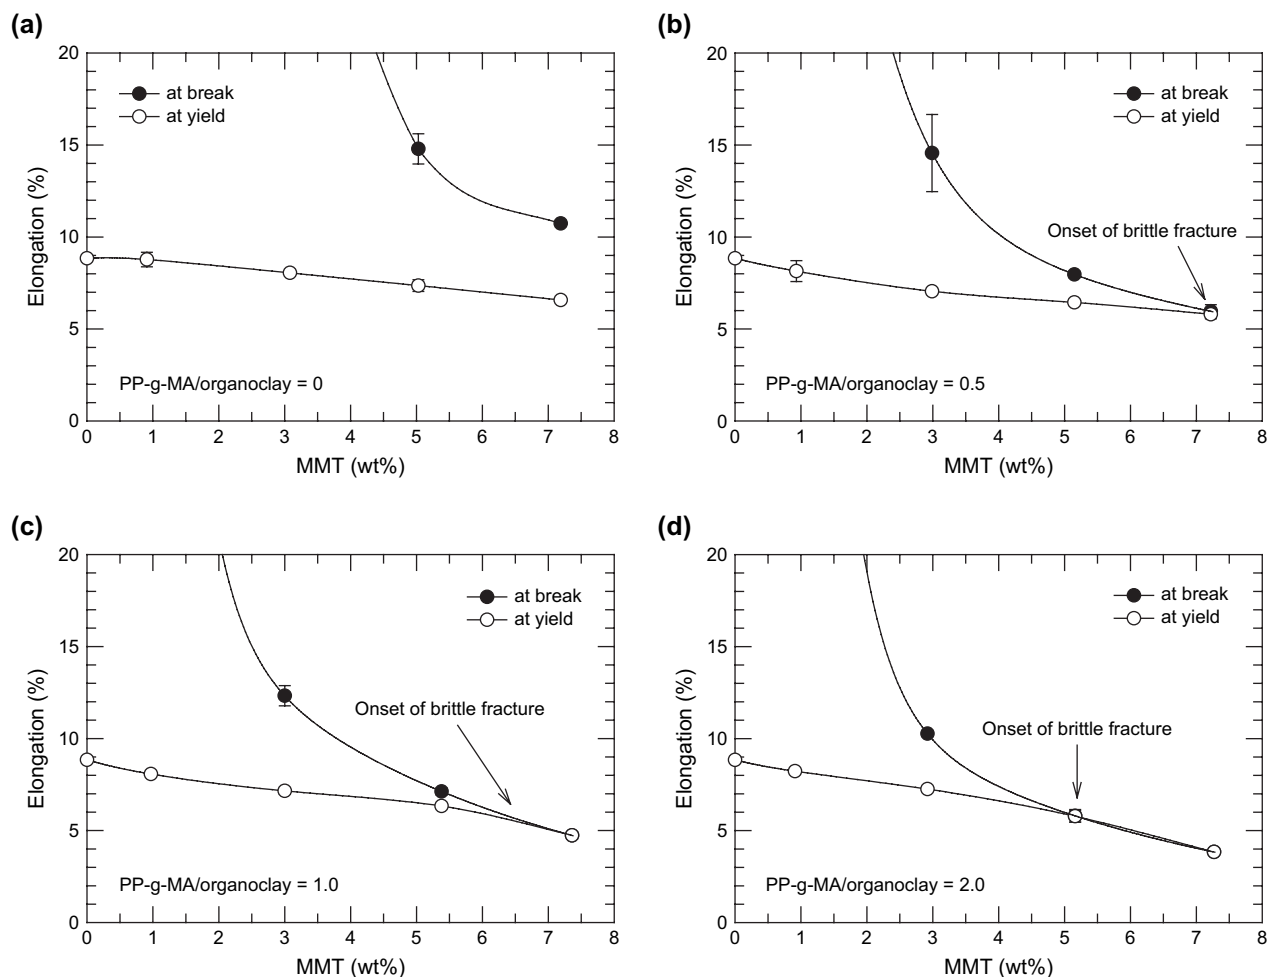 (a)
20
15
10
5
0
Elongation (%)
at break
at yield
PP-g-MA/organoclay = 0
0 1 2 3 4 5 6 7 8
MMT (wt%)
(b)
20
15
10
5
0
Elongation (%)
at break
at yield
Onset of brittle fracture
PP-g-MA/organoclay = 0.5
0 1 2 3 4 5 6 7 8
MMT (wt%)
(c)
20
15
10
5
0
Elongation (%)
at break
at yield
Onset of brittle fracture
PP-g-MA/organoclay = 1.0
0 1 2 3 4 5 6 7 8
MMT (wt%)
(d)
20
15
10
5
0
Elongation (%)
at break
at yield
Onset of brittle fracture
PP-g-MA/organoclay = 2.0
0 1 2 3 4 5 6 7 8
MMT (wt%)